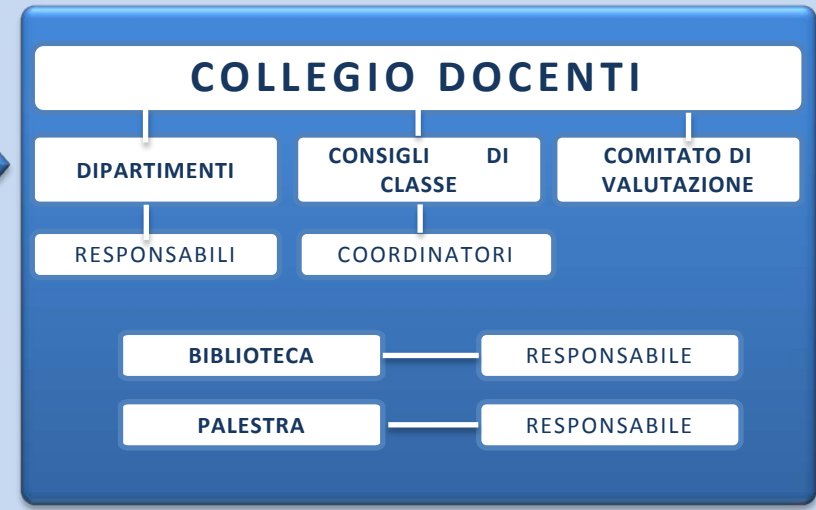 COLLEGIO DOCENTI
DIPARTIMENTI
CONSIGLI DI
CLASSE
COMITATO DI
VALUTAZIONE
RESPONSABILI
COORDINATORI
BIBLIOTECA
RESPONSABILE
PALESTRA
RESPONSABILE